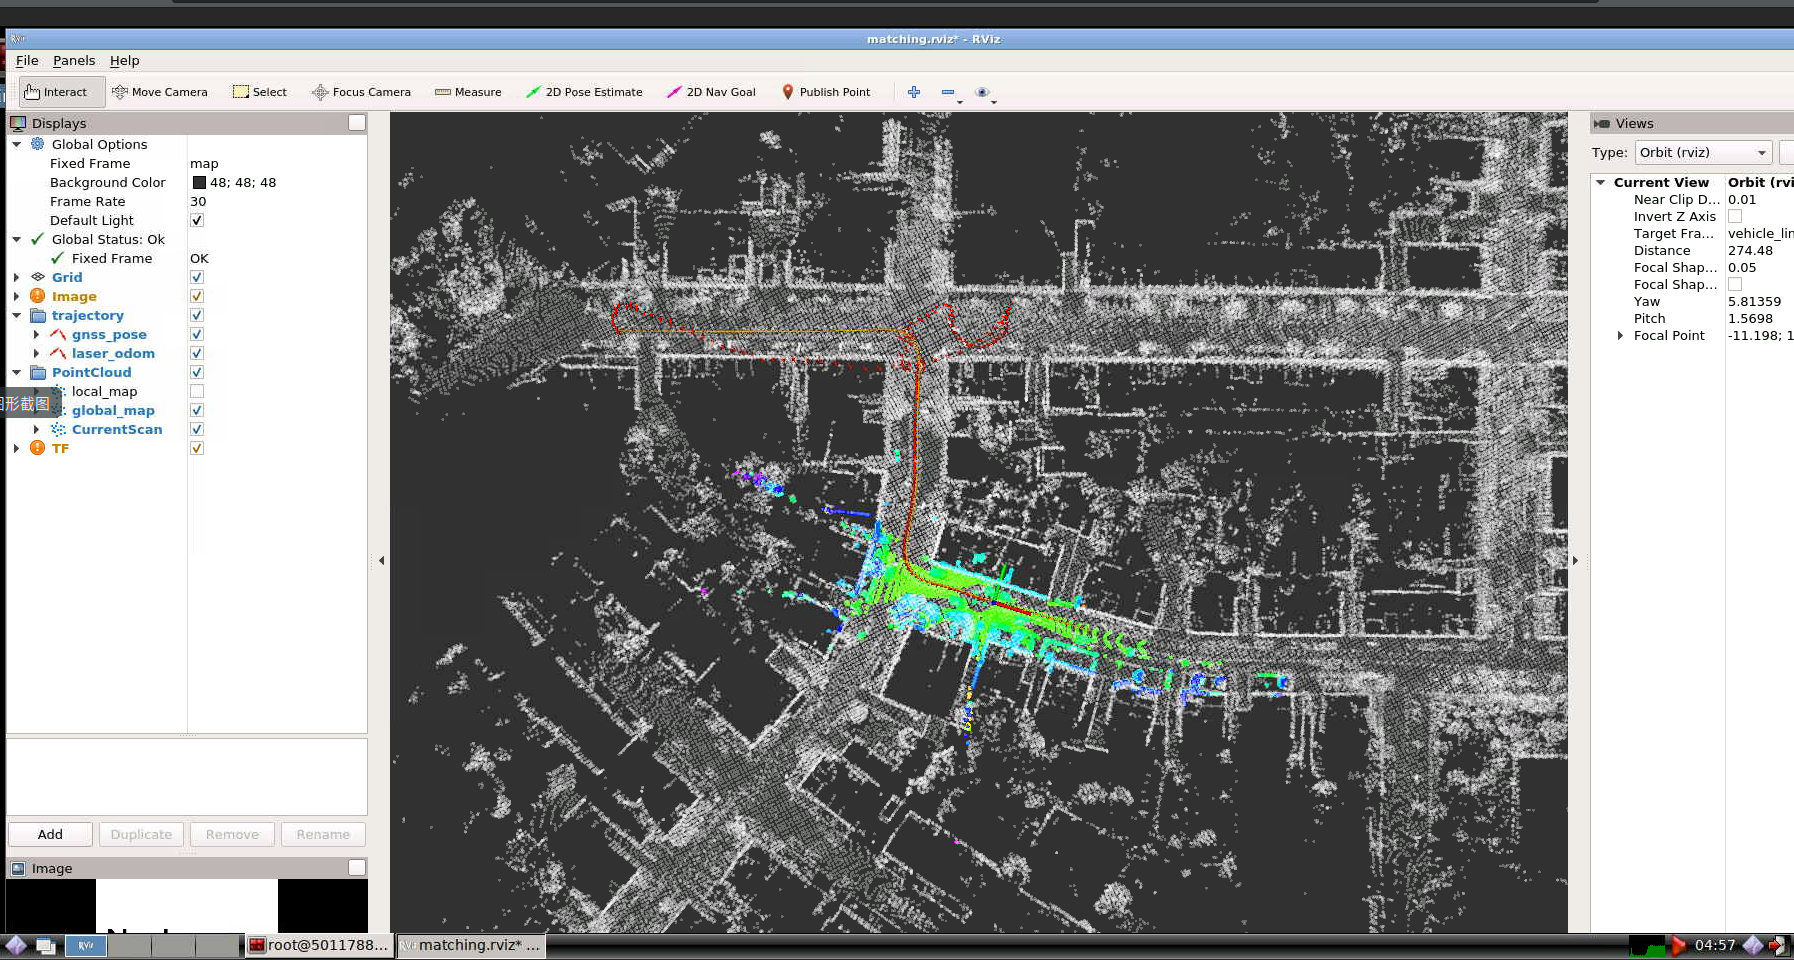 matching.rviz* - RViz
File Panels Help
Interact Move Camera Select Focus Camera Measure 2D Pose Estimate 2D Nav Goal Publish Point
Displays
Global Options
Fixed Frame map
Background Color 48; 48; 48
Frame Rate 30
Default Light
Global Status: Ok
Fixed Frame OK
Grid
Image
trajectory
gnss_pose
laser_odom
PointCloud
local_map
global_map
CurrentScan
TF
形截图
Add Duplicate Remove Rename
Image
Views
Type: Orbit (rviz)
Current View Orbit (rvi
Near Clip D... 0.01
Invert Z Axis
Target Fra... vehicle_lin
Distance 274.48
Focal Shap... 0.05
Focal Shap...
Yaw 5.81359
Pitch 1.5698
Focal Point -11.198; 1
RViz root@5011788... matching.rviz* ... 04:57